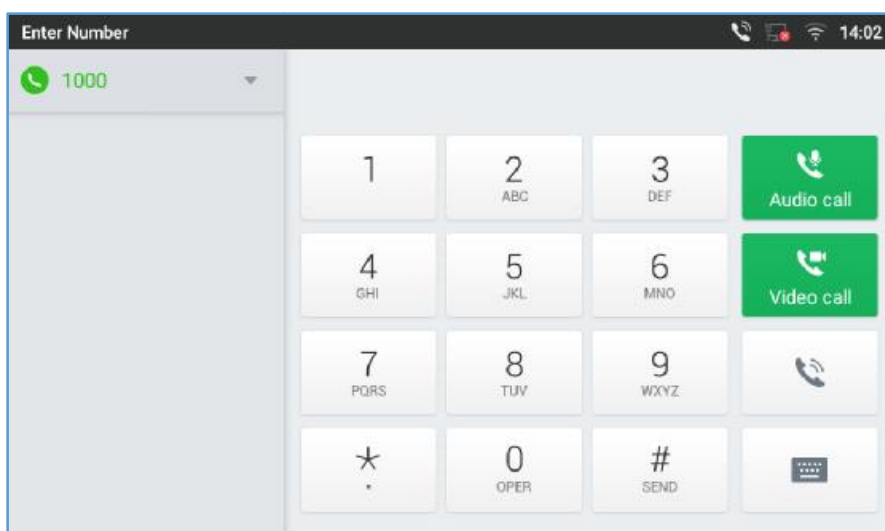 Enter Number
14:02
1000
1
2
ABC
3
DEF
Audio call
4
GHI
5
JKL
6
MNO
Video call
7
PQRS
8
TUV
9
WXYZ
*
.
0
OPER
#
SEND